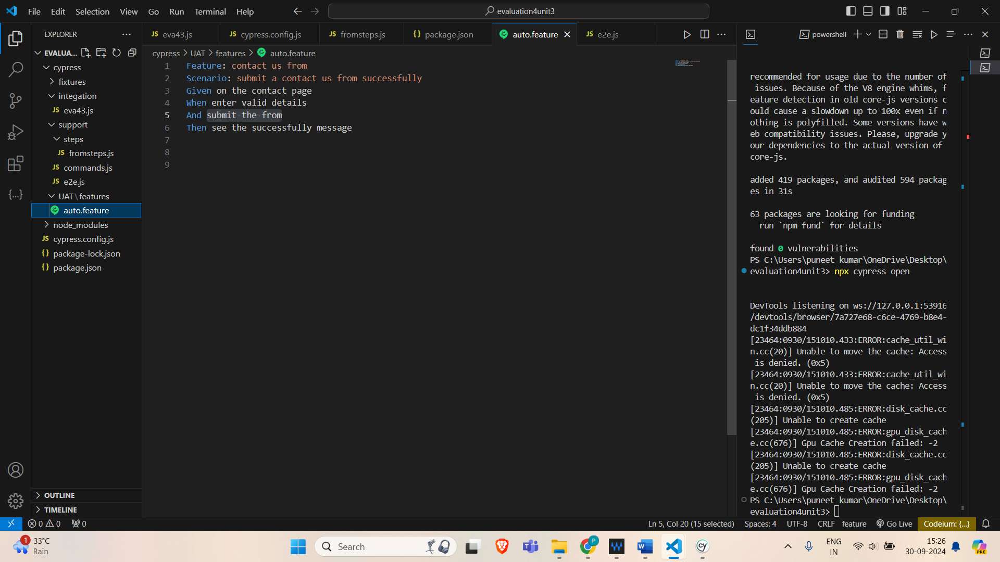 File Edit Selection View Go Run Terminal Help
evaluation4unit3
EXPLORER
EVALUA...
cypress
fixtures
integation
JS eva43.js
support
steps
JS fromsteps.js
JS commands.js
JS e2e.js
UAT\features
auto.feature
node_modules
JS cypress.config.js
{} package-lock.json
{} package.json
OUTLINE
TIMELINE
JS eva43.js
JS cypress.config.js
JS fromsteps.js
{} package.json
auto.feature
JS e2e.js
cypress > UAT > features > auto.feature
1 Feature: contact us from
2 Scenario: submit a contact us from successfully
3 Given on the contact page
4 When enter valid details
5 And submit the from
6 Then see the successfully message
7
8
9
powershell
recommended for usage due to the number of
issues. Because of the V8 engine whims, f
eature detection in old core-js versions c
ould cause a slowdown up to 100x even if n
othing is polyfilled. Some versions have w
eb compatibility issues. Please, upgrade y
our dependencies to the actual version of
core-js.
added 419 packages, and audited 594 packag
es in 31s
63 packages are looking for funding
run `npm fund` for details
found 0 vulnerabilities
PS C:\Users\puneet kumar\OneDrive\Desktop\
evaluation4unit3> npx cypress open
DevTools listening on ws://127.0.0.1:53916
/devtools/browser/7a727e68-c6ce-4769-b8e4-
dc1f34ddb884
[23464:0930/151010.433:ERROR:cache_util_wi
n.cc(20)] Unable to move the cache: Access
is denied. (0x5)
[23464:0930/151010.433:ERROR:cache_util_wi
n.cc(20)] Unable to move the cache: Access
is denied. (0x5)
[23464:0930/151010.485:ERROR:disk_cache.cc
(205)] Unable to create cache
[23464:0930/151010.485:ERROR:gpu_disk_cach
e.cc(676)] Gpu Cache Creation failed: -2
[23464:0930/151010.485:ERROR:disk_cache.cc
(205)] Unable to create cache
[23464:0930/151010.485:ERROR:gpu_disk_cach
e.cc(676)] Gpu Cache Creation failed: -2
PS C:\Users\puneet kumar\OneDrive\Desktop\
evaluation4unit3>
0 0 0
Ln 5, Col 20 (15 selected) Spaces: 4 UTF-8 CRLF feature Go Live Codeium: {...}
1
33°C
Rain
Search
P
W
cy
ENG
IN
15:26
30-09-2024
PRE